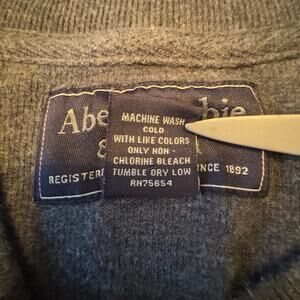 Abe bie
&
REGISTER
INCE 1892
MACHINE WASH
COLD
WITH LIKE COLORS
ONLY NON-
CHLORINE BLEACH
TUMBLE DRY LOW
RN75654